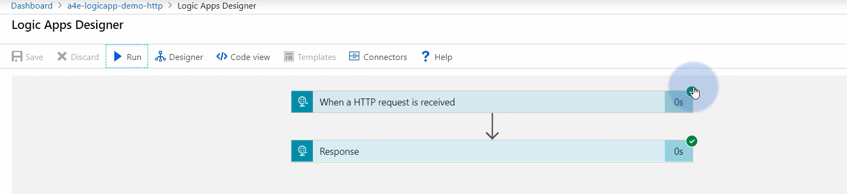 Dashboard > a4e-logicapp-demo-http > Logic Apps Designer
Logic Apps Designer
Save Discard Run Designer Code view Templates Connectors ? Help
When a HTTP request is received 0s
Response 0s